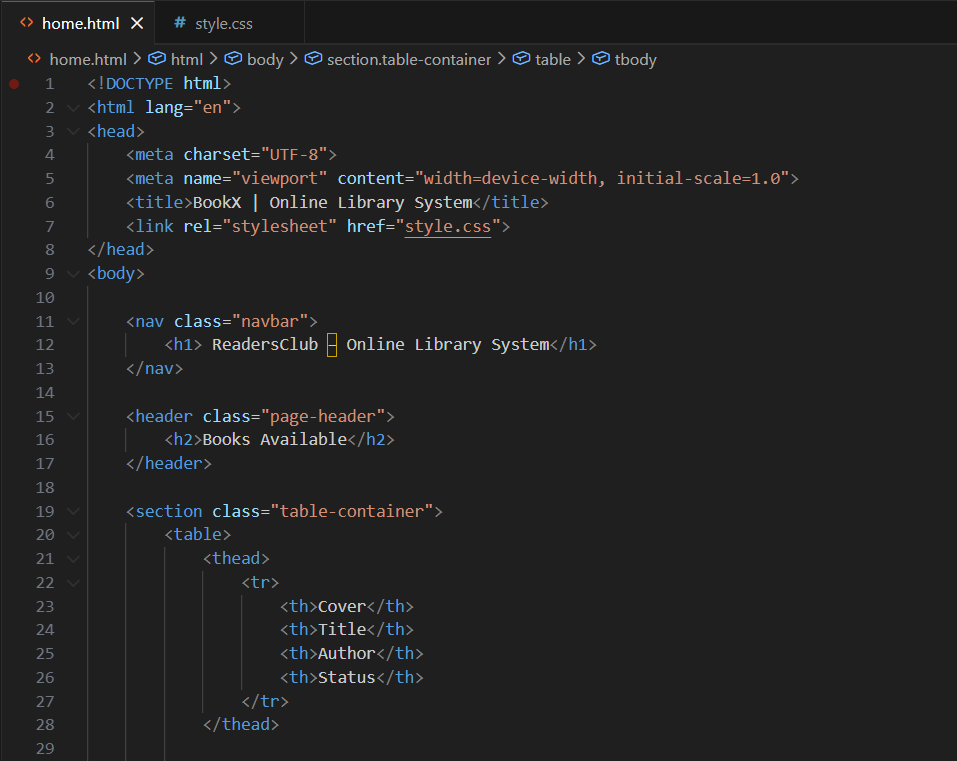 home.html style.css
home.html > html > body > section.table-container > table > tbody
1 <!DOCTYPE html>
2 <html lang="en">
3 <head>
4     <meta charset="UTF-8">
5     <meta name="viewport" content="width=device-width, initial-scale=1.0">
6     <title>BookX | Online Library System</title>
7     <link rel="stylesheet" href="style.css">
8 </head>
9 <body>
10
11     <nav class="navbar">
12         <h1> ReadersClub – Online Library System</h1>
13     </nav>
14
15     <header class="page-header">
16         <h2>Books Available</h2>
17     </header>
18
19     <section class="table-container">
20         <table>
21             <thead>
22                 <tr>
23                     <th>Cover</th>
24                     <th>Title</th>
25                     <th>Author</th>
26                     <th>Status</th>
27                 </tr>
28             </thead>
29